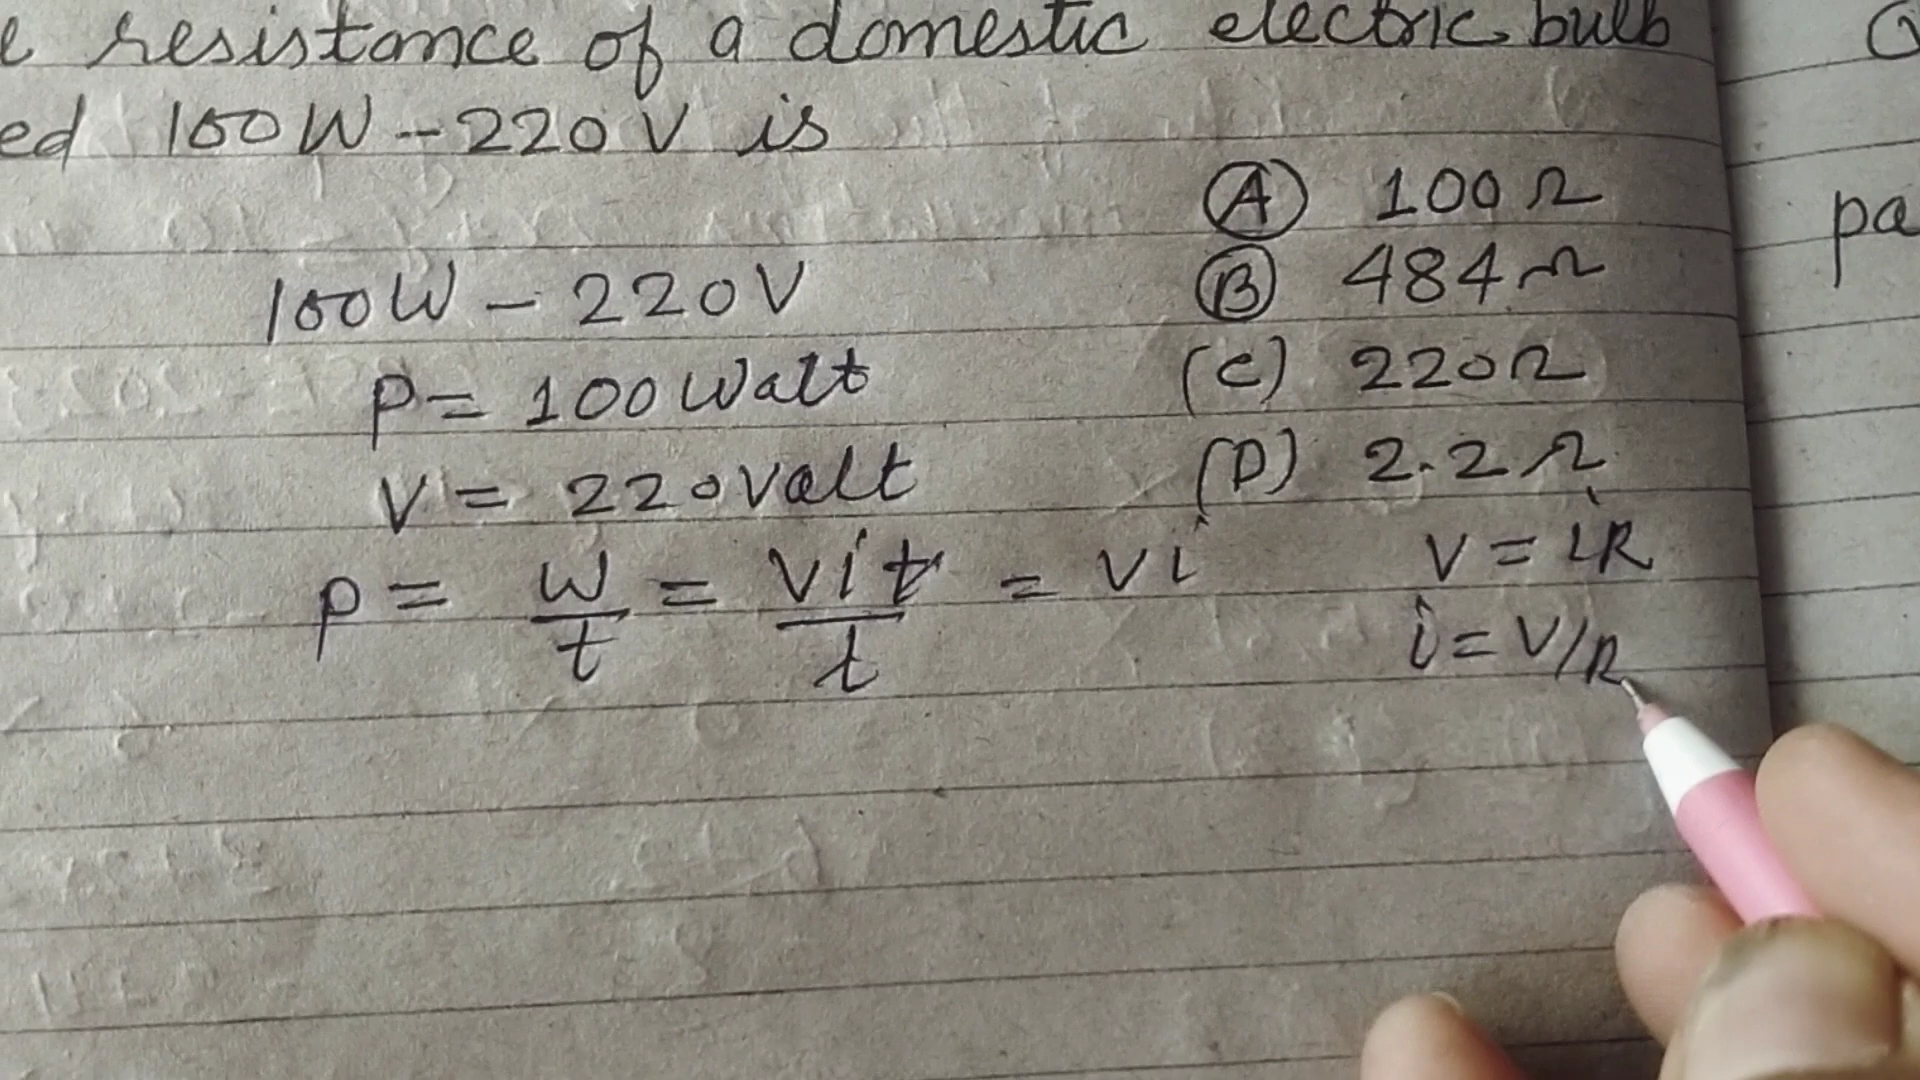 e resistance of a domestic electric bulb
ed 100W - 220V is
(A) 100Ω
(B) 484Ω
(C) 220Ω
(D) 2.2Ω
100W - 220V
P = 100 Watt
V = 220 Valt
P = W/t = Vit/t = Vi
V = iR
i = V/R
pa